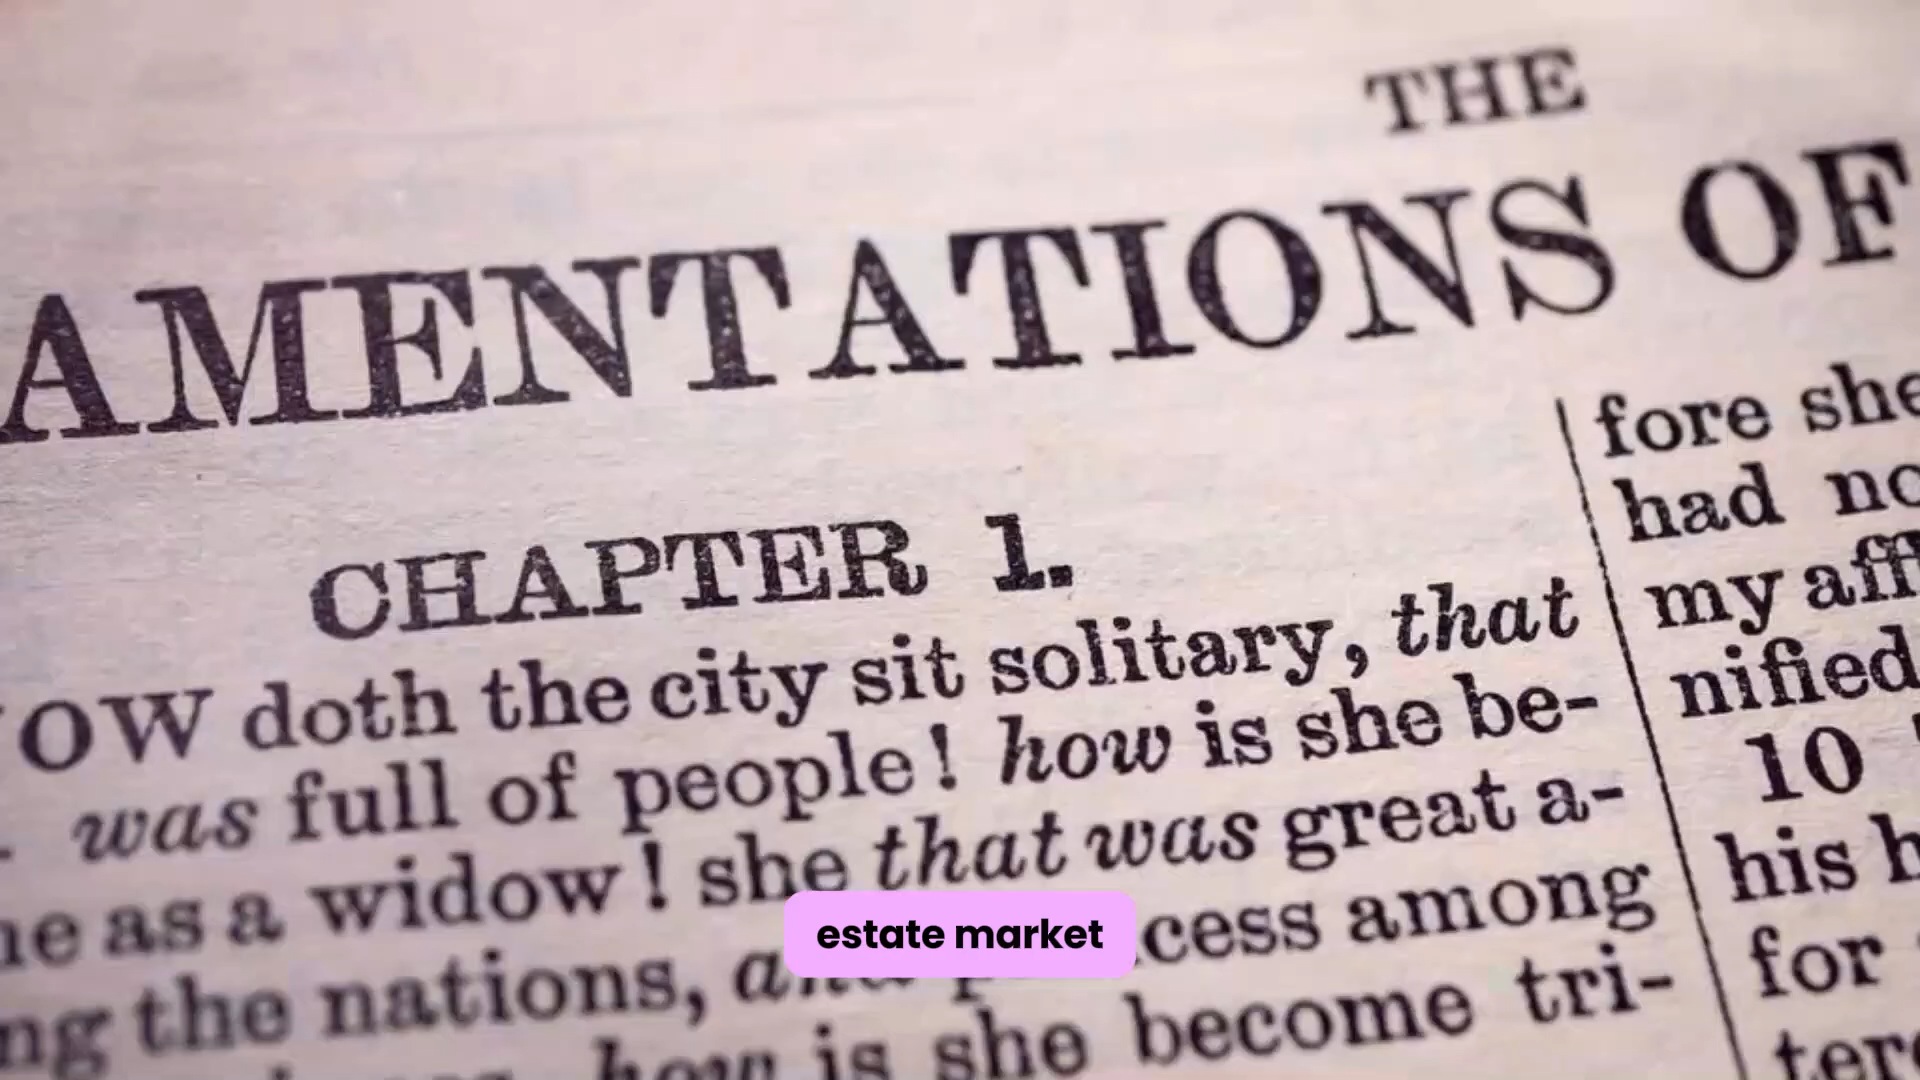 THE
AMENTATIONS OF
CHAPTER 1.
OW doth the city sit solitary, that
was full of people! how is she be-
as a widow! she that was great a-
ng the nations, cess among
how is she become tri-
fore she
had
my aff
nified
10
his h
for
estate market